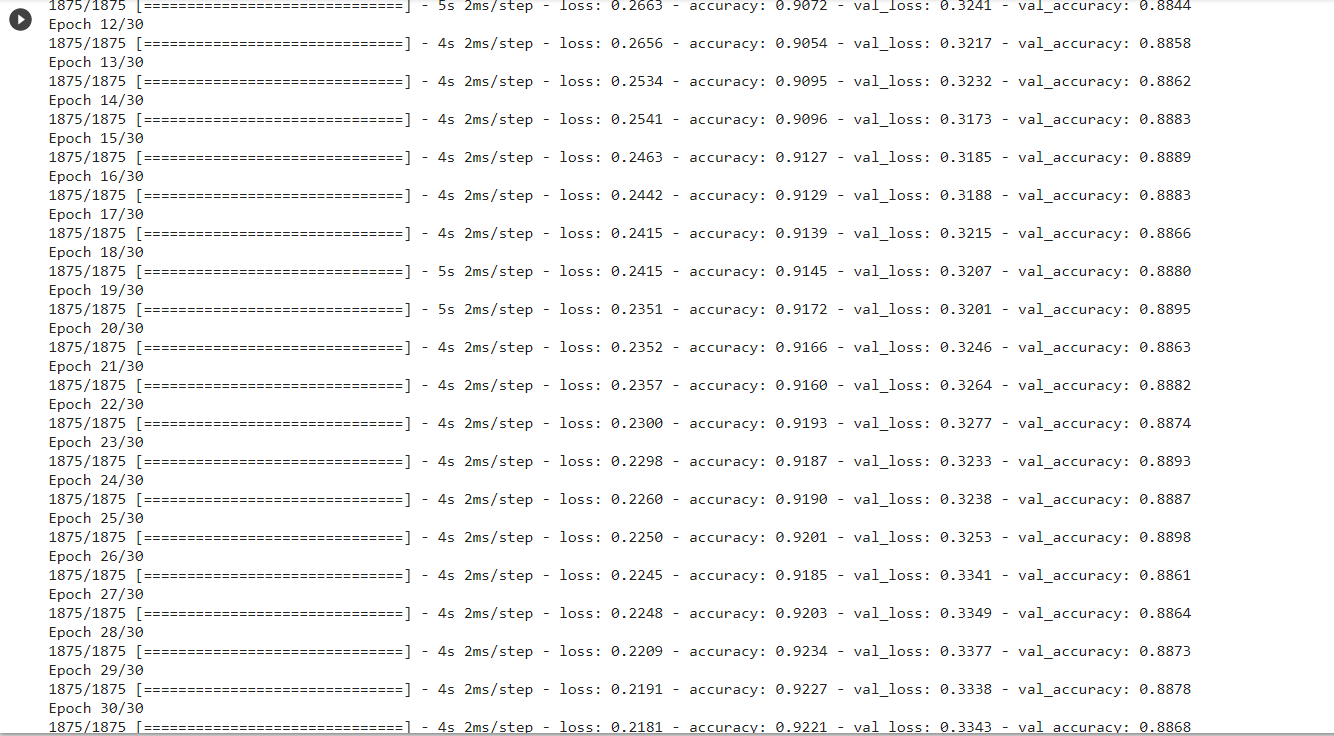 1875/1875 [==============================] - 5s 2ms/step - loss: 0.2663 - accuracy: 0.9072 - val_loss: 0.3241 - val_accuracy: 0.8844
Epoch 12/30
1875/1875 [==============================] - 4s 2ms/step - loss: 0.2656 - accuracy: 0.9054 - val_loss: 0.3217 - val_accuracy: 0.8858
Epoch 13/30
1875/1875 [==============================] - 4s 2ms/step - loss: 0.2534 - accuracy: 0.9095 - val_loss: 0.3232 - val_accuracy: 0.8862
Epoch 14/30
1875/1875 [==============================] - 4s 2ms/step - loss: 0.2541 - accuracy: 0.9096 - val_loss: 0.3173 - val_accuracy: 0.8883
Epoch 15/30
1875/1875 [==============================] - 4s 2ms/step - loss: 0.2463 - accuracy: 0.9127 - val_loss: 0.3185 - val_accuracy: 0.8889
Epoch 16/30
1875/1875 [==============================] - 4s 2ms/step - loss: 0.2442 - accuracy: 0.9129 - val_loss: 0.3188 - val_accuracy: 0.8883
Epoch 17/30
1875/1875 [==============================] - 4s 2ms/step - loss: 0.2415 - accuracy: 0.9139 - val_loss: 0.3215 - val_accuracy: 0.8866
Epoch 18/30
1875/1875 [==============================] - 5s 2ms/step - loss: 0.2415 - accuracy: 0.9145 - val_loss: 0.3207 - val_accuracy: 0.8880
Epoch 19/30
1875/1875 [==============================] - 5s 2ms/step - loss: 0.2351 - accuracy: 0.9172 - val_loss: 0.3201 - val_accuracy: 0.8895
Epoch 20/30
1875/1875 [==============================] - 4s 2ms/step - loss: 0.2352 - accuracy: 0.9166 - val_loss: 0.3246 - val_accuracy: 0.8863
Epoch 21/30
1875/1875 [==============================] - 4s 2ms/step - loss: 0.2357 - accuracy: 0.9160 - val_loss: 0.3264 - val_accuracy: 0.8882
Epoch 22/30
1875/1875 [==============================] - 4s 2ms/step - loss: 0.2300 - accuracy: 0.9193 - val_loss: 0.3277 - val_accuracy: 0.8874
Epoch 23/30
1875/1875 [==============================] - 4s 2ms/step - loss: 0.2298 - accuracy: 0.9187 - val_loss: 0.3233 - val_accuracy: 0.8893
Epoch 24/30
1875/1875 [==============================] - 4s 2ms/step - loss: 0.2260 - accuracy: 0.9190 - val_loss: 0.3238 - val_accuracy: 0.8887
Epoch 25/30
1875/1875 [==============================] - 4s 2ms/step - loss: 0.2250 - accuracy: 0.9201 - val_loss: 0.3253 - val_accuracy: 0.8898
Epoch 26/30
1875/1875 [==============================] - 4s 2ms/step - loss: 0.2245 - accuracy: 0.9185 - val_loss: 0.3341 - val_accuracy: 0.8861
Epoch 27/30
1875/1875 [==============================] - 4s 2ms/step - loss: 0.2248 - accuracy: 0.9203 - val_loss: 0.3349 - val_accuracy: 0.8864
Epoch 28/30
1875/1875 [==============================] - 4s 2ms/step - loss: 0.2209 - accuracy: 0.9234 - val_loss: 0.3377 - val_accuracy: 0.8873
Epoch 29/30
1875/1875 [==============================] - 4s 2ms/step - loss: 0.2191 - accuracy: 0.9227 - val_loss: 0.3338 - val_accuracy: 0.8878
Epoch 30/30
1875/1875 [==============================] - 4s 2ms/step - loss: 0.2181 - accuracy: 0.9221 - val_loss: 0.3343 - val_accuracy: 0.8868